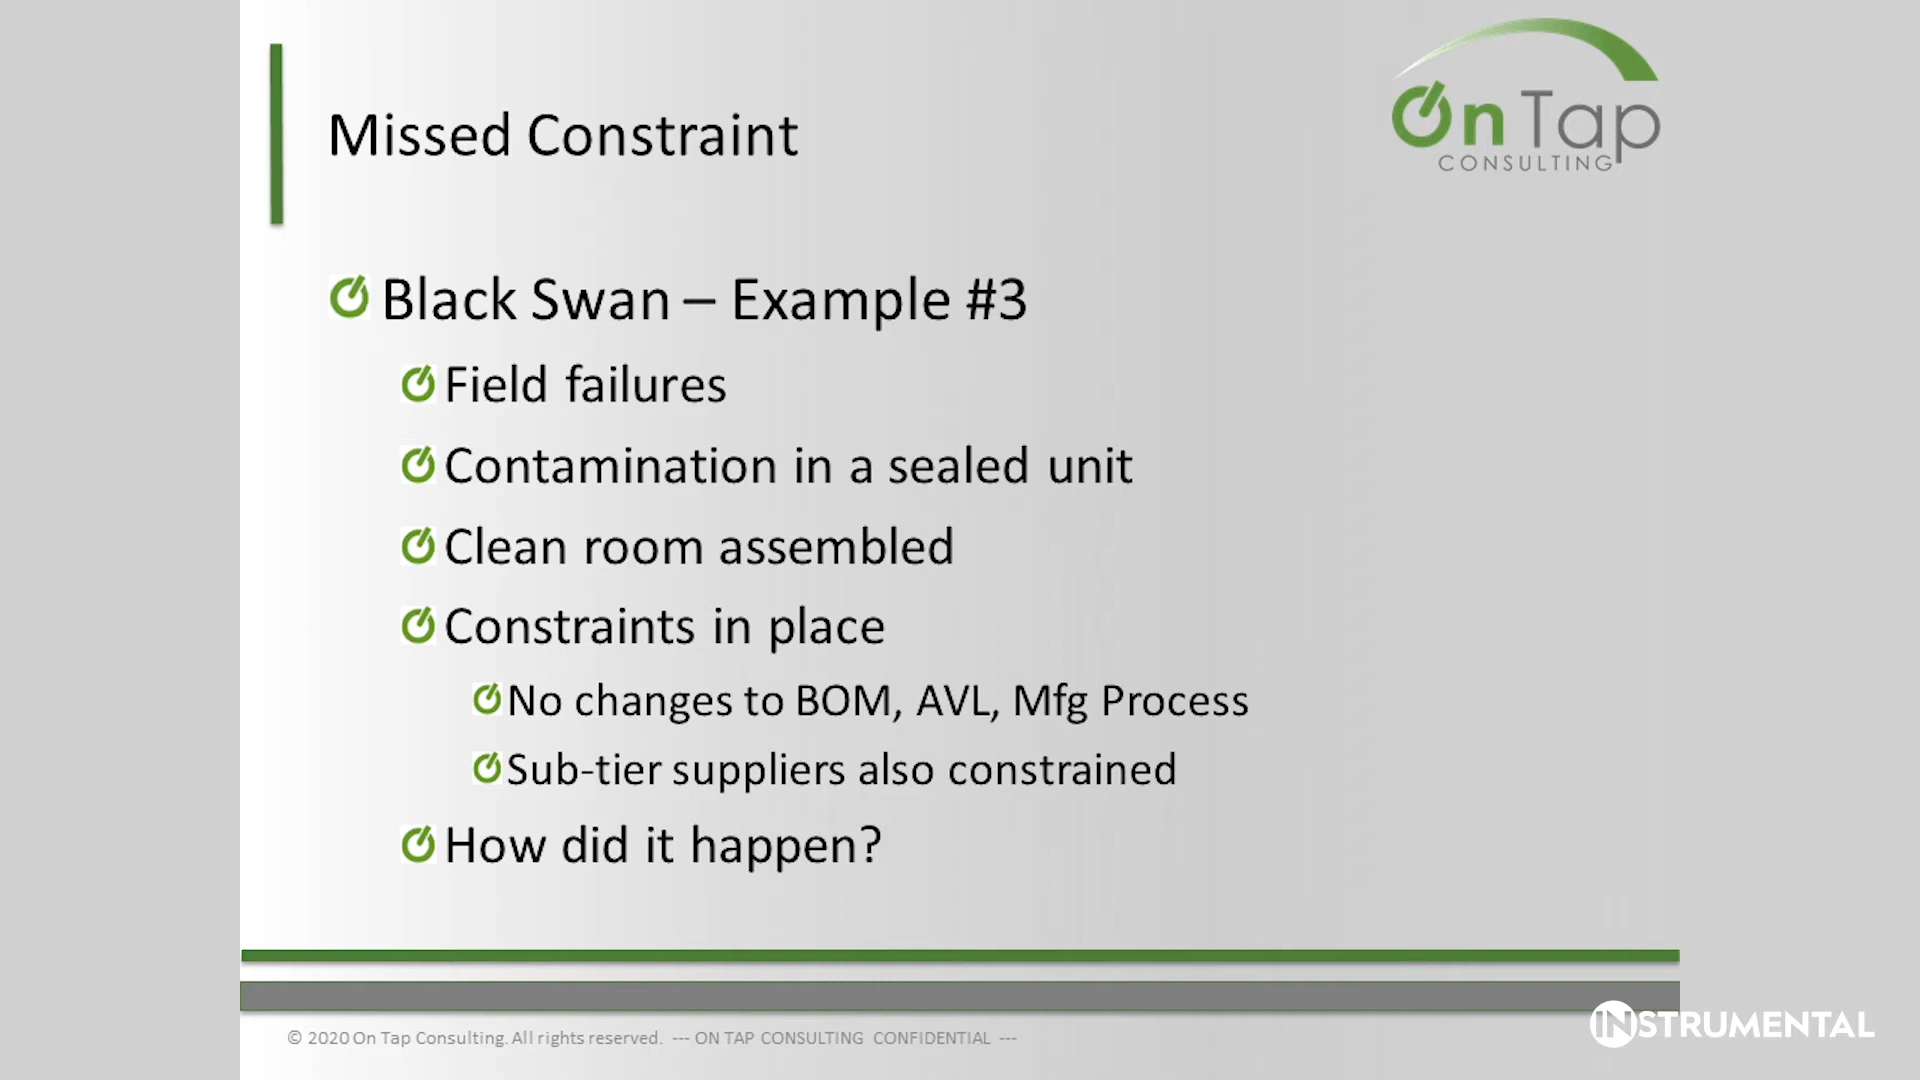 On Tap
CONSULTING
Missed Constraint
Black Swan – Example #3
Field failures
Contamination in a sealed unit
Clean room assembled
Constraints in place
No changes to BOM, AVL, Mfg Process
Sub-tier suppliers also constrained
How did it happen?
© 2020 On Tap Consulting. All rights reserved. --- ON TAP CONSULTING CONFIDENTIAL ---
INSTRUMENTAL